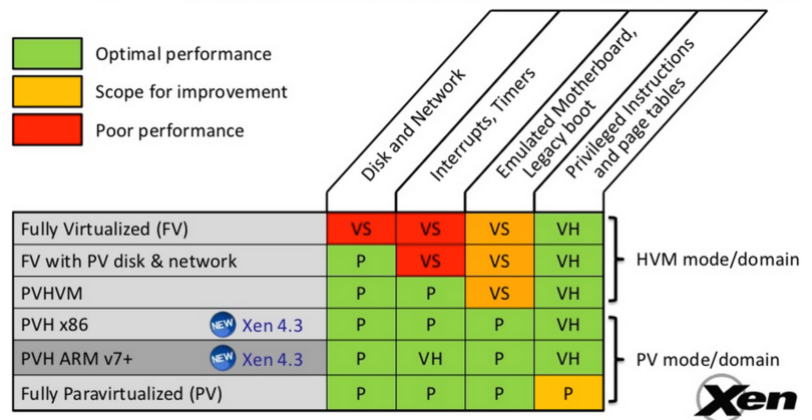 Optimal performance
Scope for improvement
Poor performance
Disk and Network
Interrupts, Timers
Emulated Motherboard,
Legacy boot
Privileged Instructions
and page tables
Fully Virtualized (FV) VS VS VS VH
FV with PV disk & network P VS VS VH
PVHVM P P VS VH
HVM mode/domain
PVH x86 NEW Xen 4.3 P P P VH
PVH ARM v7+ NEW Xen 4.3 P VH P VH
Fully Paravirtualized (PV) P P P P
PV mode/domain
Xen